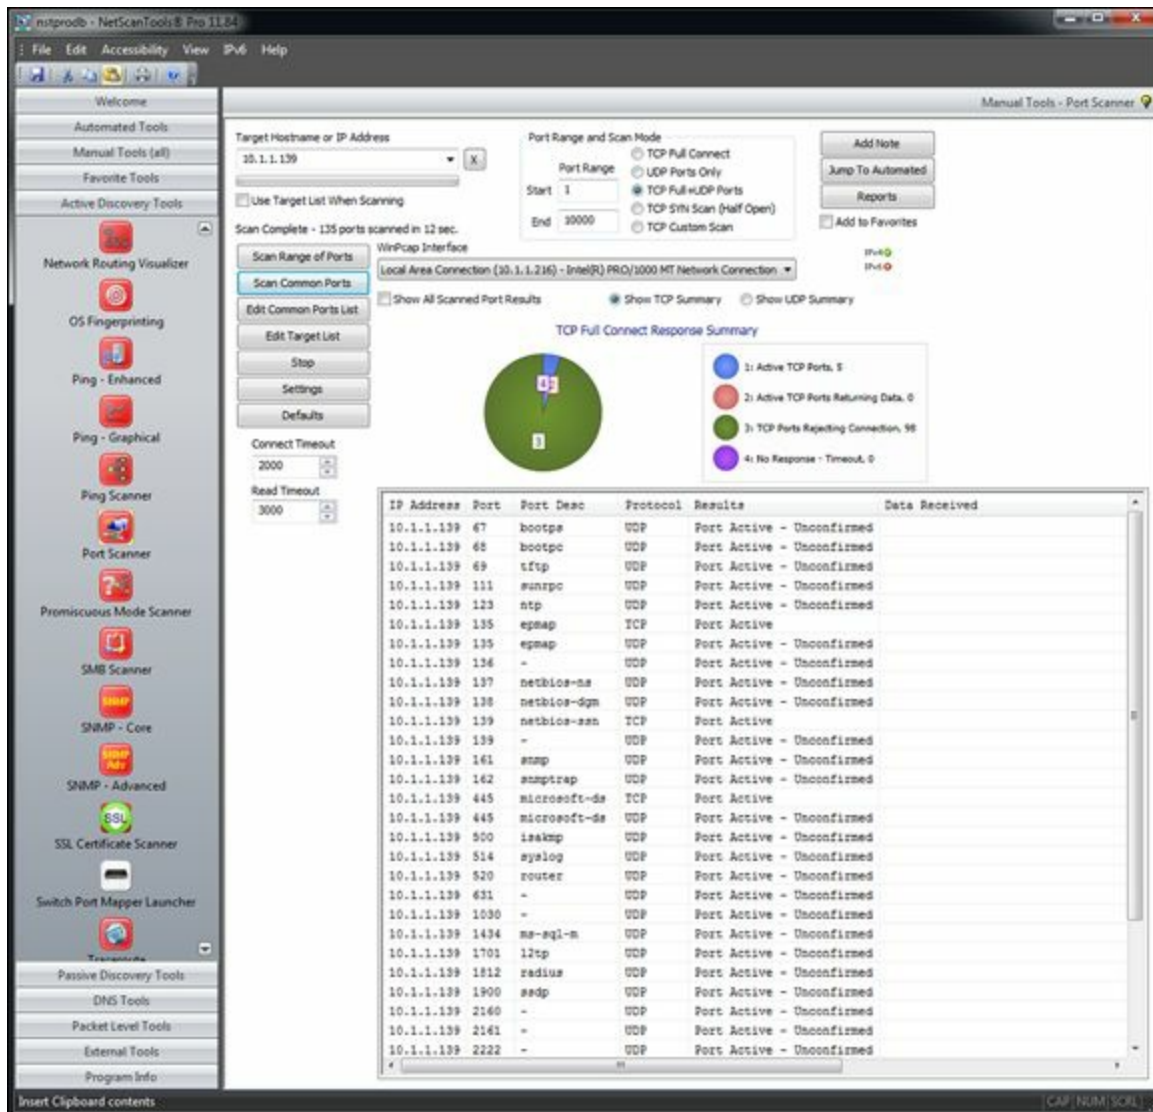 nstprodb - NetScanTools® Pro 11.84
File Edit Accessibility View IPv6 Help
Welcome
Automated Tools
Manual Tools (all)
Favorite Tools
Active Discovery Tools
Network Routing Visualizer
OS Fingerprinting
Ping - Enhanced
Ping - Graphical
Ping Scanner
Port Scanner
Promiscuous Mode Scanner
SMB Scanner
SNMP
SNMP - Core
SNMP Adv
SNMP - Advanced
SSL
SSL Certificate Scanner
Switch Port Mapper Launcher
Traceroute
Passive Discovery Tools
DNS Tools
Packet Level Tools
External Tools
Program Info
Manual Tools - Port Scanner
Target Hostname or IP Address
10.1.1.139
X
Use Target List When Scanning
Scan Complete - 135 ports scanned in 12 sec.
Port Range and Scan Mode
Port Range
Start 1
End 10000
TCP Full Connect
UDP Ports Only
TCP Full+UDP Ports
TCP SYN Scan (Half Open)
TCP Custom Scan
Add Note
Jump To Automated
Reports
Add to Favorites
Scan Range of Ports
Scan Common Ports
Edit Common Ports List
Edit Target List
Stop
Settings
Defaults
Connect Timeout
2000
Read Timeout
3000
WinPcap Interface
Local Area Connection (10.1.1.216) - Intel(R) PRO/1000 MT Network Connection
IPv4
IPv6
Show All Scanned Port Results
Show TCP Summary
Show UDP Summary
TCP Full Connect Response Summary
4
2
3
1: Active TCP Ports, 5
2: Active TCP Ports Returning Data, 0
3: TCP Ports Rejecting Connection, 98
4: No Response - Timeout, 0
IP Address Port Port Desc Protocol Results Data Received
10.1.1.139 67 bootps UDP Port Active - Unconfirmed
10.1.1.139 68 bootpc UDP Port Active - Unconfirmed
10.1.1.139 69 tftp UDP Port Active - Unconfirmed
10.1.1.139 111 sunrpc UDP Port Active - Unconfirmed
10.1.1.139 123 ntp UDP Port Active - Unconfirmed
10.1.1.139 135 epmap TCP Port Active
10.1.1.139 135 epmap UDP Port Active - Unconfirmed
10.1.1.139 136 - UDP Port Active - Unconfirmed
10.1.1.139 137 netbios-ns UDP Port Active - Unconfirmed
10.1.1.139 138 netbios-dgm UDP Port Active - Unconfirmed
10.1.1.139 139 netbios-ssn TCP Port Active
10.1.1.139 139 - UDP Port Active - Unconfirmed
10.1.1.139 161 snmp UDP Port Active - Unconfirmed
10.1.1.139 162 snmptrap UDP Port Active - Unconfirmed
10.1.1.139 445 microsoft-ds TCP Port Active
10.1.1.139 445 microsoft-ds UDP Port Active - Unconfirmed
10.1.1.139 500 isakmp UDP Port Active - Unconfirmed
10.1.1.139 514 syslog UDP Port Active - Unconfirmed
10.1.1.139 520 router UDP Port Active - Unconfirmed
10.1.1.139 631 - UDP Port Active - Unconfirmed
10.1.1.139 1030 - UDP Port Active - Unconfirmed
10.1.1.139 1434 ms-sql-m UDP Port Active - Unconfirmed
10.1.1.139 1701 l2tp UDP Port Active - Unconfirmed
10.1.1.139 1812 radius UDP Port Active - Unconfirmed
10.1.1.139 1900 ssdp UDP Port Active - Unconfirmed
10.1.1.139 2160 - UDP Port Active - Unconfirmed
10.1.1.139 2161 - UDP Port Active - Unconfirmed
10.1.1.139 2222 - UDP Port Active - Unconfirmed
Insert Clipboard contents
CAP NUM SCRL